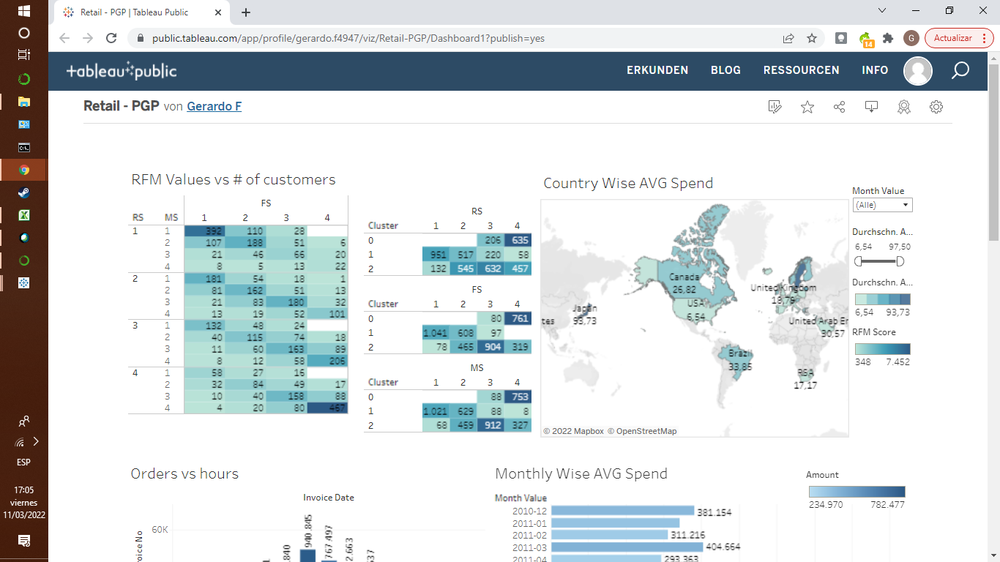 Retail - PGP | Tableau Public
public.tableau.com/app/profile/gerardo.f4947/viz/Retail-PGP/Dashboard1?publish=yes
14
G
Actualizar
+ableau+public
ERKUNDEN BLOG RESSOURCEN INFO
Retail - PGP von Gerardo F
RFM Values vs # of customers
FS
RS MS 1 2 3 4
1 1 392 110 28
2 107 188 51 6
3 21 46 66 20
4 8 5 13 22
2 1 181 54 18 1
2 81 162 51 13
3 21 83 180 32
4 13 19 52 101
3 1 132 48 24
2 40 115 74 18
3 11 60 163 89
4 8 12 58 206
4 1 58 27 16
2 32 84 49 17
3 10 40 158 88
4 4 20 80 467
RS
Cluster 1 2 3 4
0 206 635
1 951 517 220 58
2 132 545 632 457
FS
Cluster 1 2 3 4
0 80 761
1 1.041 608 97
2 78 465 904 319
MS
Cluster 1 2 3 4
0 88 753
1 1.021 629 88 8
2 68 459 912 327
Country Wise AVG Spend
Canada
26,82
United Kingdom
18,79
USA
6,54
Japan
93,73
tes
United Arab Er
30,57
Brazil
33,85
RSA
17,17
© 2022 Mapbox © OpenStreetMap
Month Value
(Alle)
Durchschn. A...
6,54 97,50
Durchschn. A...
6,54 93,73
RFM Score
348 7.452
Orders vs hours
Invoice Date
60K
oice No
.840
940.845
767.497
2.663
537
Monthly Wise AVG Spend
Month Value
2010-12 381.154
2011-01
2011-02 311.216
2011-03 404.664
2011-04 293.363
Amount
234.970 782.477
ESP
17:05
viernes
11/03/2022